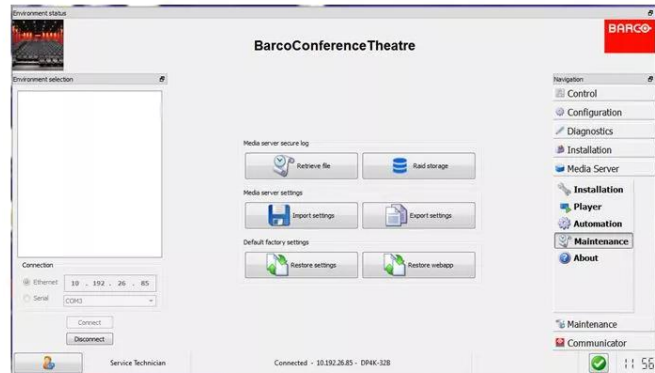 Environment status
BARCO
BarcoConferenceTheatre
Environment selection
Navigation
Control
Configuration
Diagnostics
Installation
Media Server
Installation
Player
Automation
Maintenance
About
Maintenance
Communicator
Media server secure log
Retrieve file
Raid storage
Media server settings
Import settings
Export settings
Default factory settings
Restore settings
Restore webapp
Connection
Ethernet
10 . 192 . 26 . 85
Serial
COM3
Connect
Disconnect
Service Technician
Connected - 10.192.26.85 - DP4K-32B
11 56